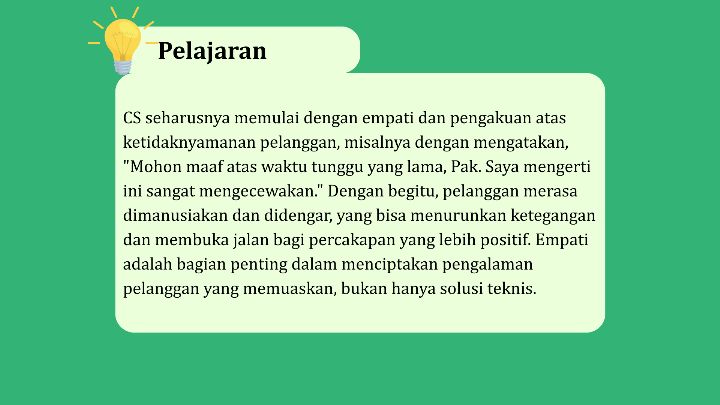 Pelajaran
CS seharusnya memulai dengan empati dan pengakuan atas
ketidaknyamanan pelanggan, misalnya dengan mengatakan,
"Mohon maaf atas waktu tunggu yang lama, Pak. Saya mengerti
ini sangat mengecewakan." Dengan begitu, pelanggan merasa
dimanusiakan dan didengar, yang bisa menurunkan ketegangan
dan membuka jalan bagi percakapan yang lebih positif. Empati
adalah bagian penting dalam menciptakan pengalaman
pelanggan yang memuaskan, bukan hanya solusi teknis.